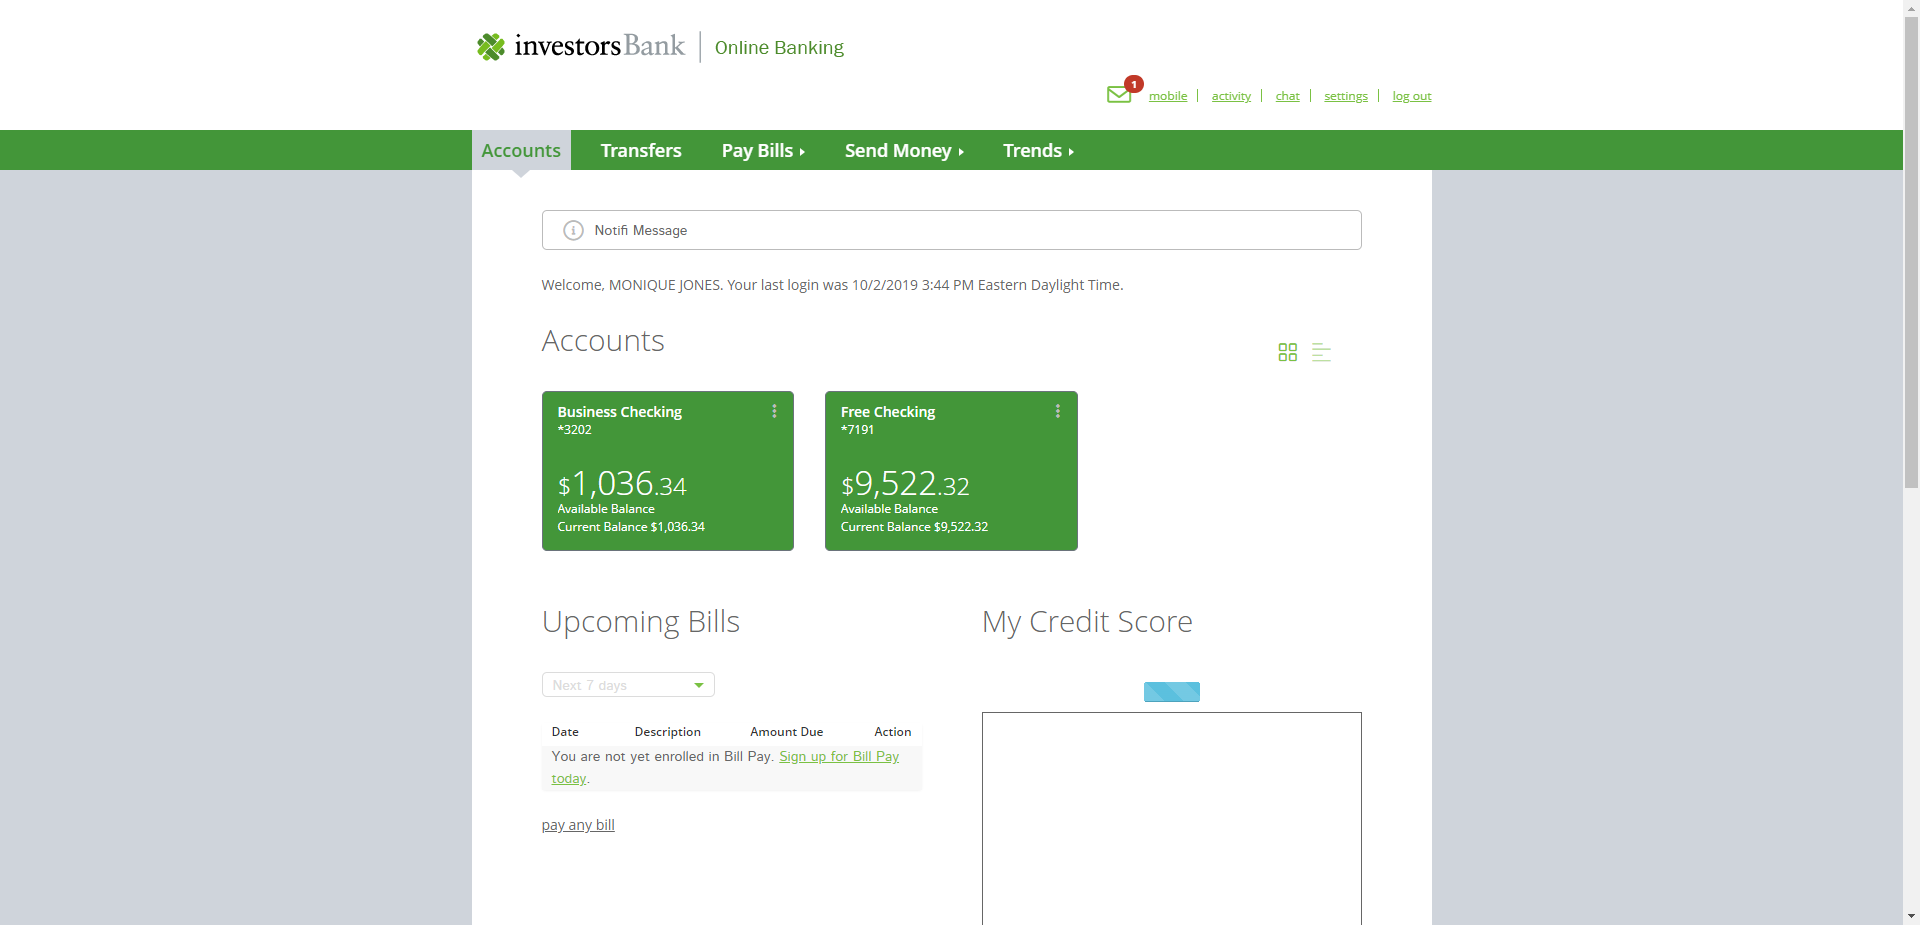 investorsBank | Online Banking
1
mobile | activity | chat | settings | log out
Accounts Transfers Pay Bills Send Money Trends
Notifi Message
Welcome, MONIQUE JONES. Your last login was 10/2/2019 3:44 PM Eastern Daylight Time.
Accounts
Business Checking
*3202
$1,036.34
Available Balance
Current Balance $1,036.34
Free Checking
*7191
$9,522.32
Available Balance
Current Balance $9,522.32
Upcoming Bills
Next 7 days
Date Description Amount Due Action
You are not yet enrolled in Bill Pay. Sign up for Bill Pay
today.
pay any bill
My Credit Score